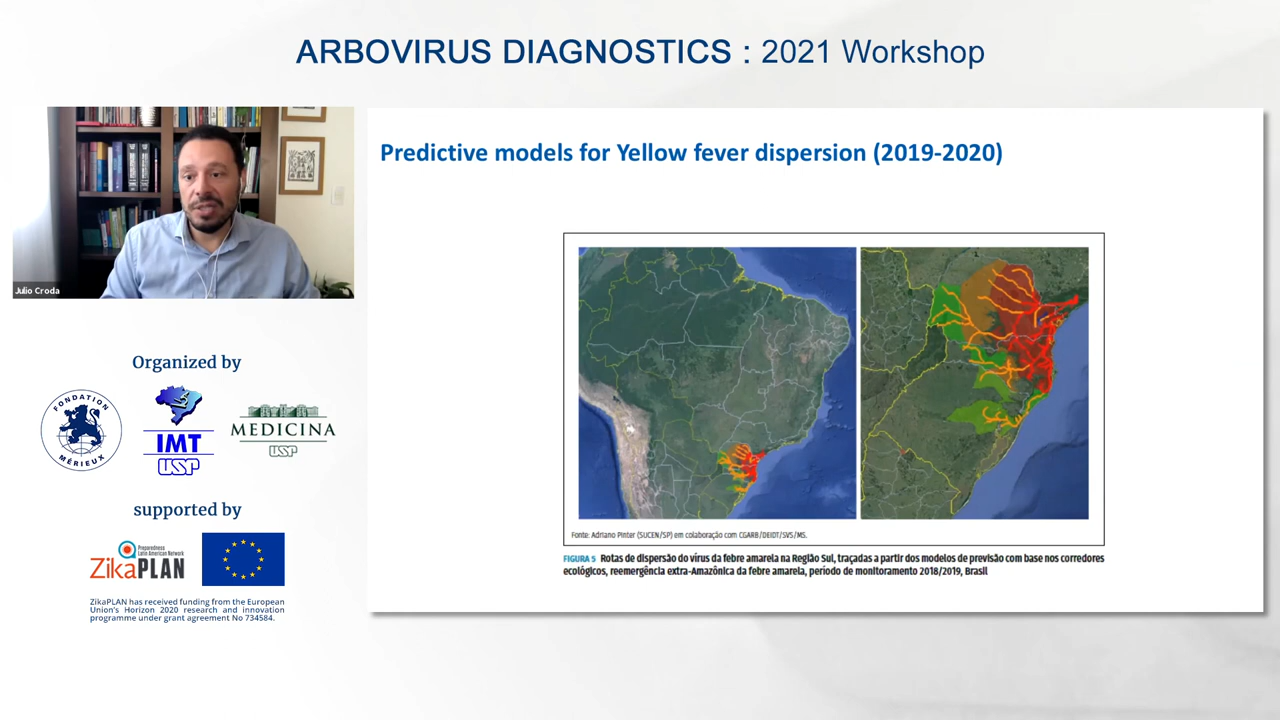 ARBOVIRUS DIAGNOSTICS : 2021 Workshop
Julio Croda
Predictive models for Yellow fever dispersion (2019-2020)
Fonte: Adriano Pinter (SUCEN/SP) em colaboração com CGARB/DEIDT/SVS/MS.
FIGURA 5 Rotas de dispersão do vírus da febre amarela na Região Sul, traçadas a partir dos modelos de previsão com base nos corredores
ecológicos, reemergência extra-Amazônica da febre amarela, período de monitoramento 2018/2019, Brasil
Organized by
FONDATION
MÉRIEUX
IMT
USP
MEDICINA
USP
supported by
Preparedness
Latin American Network
ZikaPLAN
ZikaPLAN has received funding from the European
Union's Horizon 2020 research and innovation
programme under grant agreement No 734584.